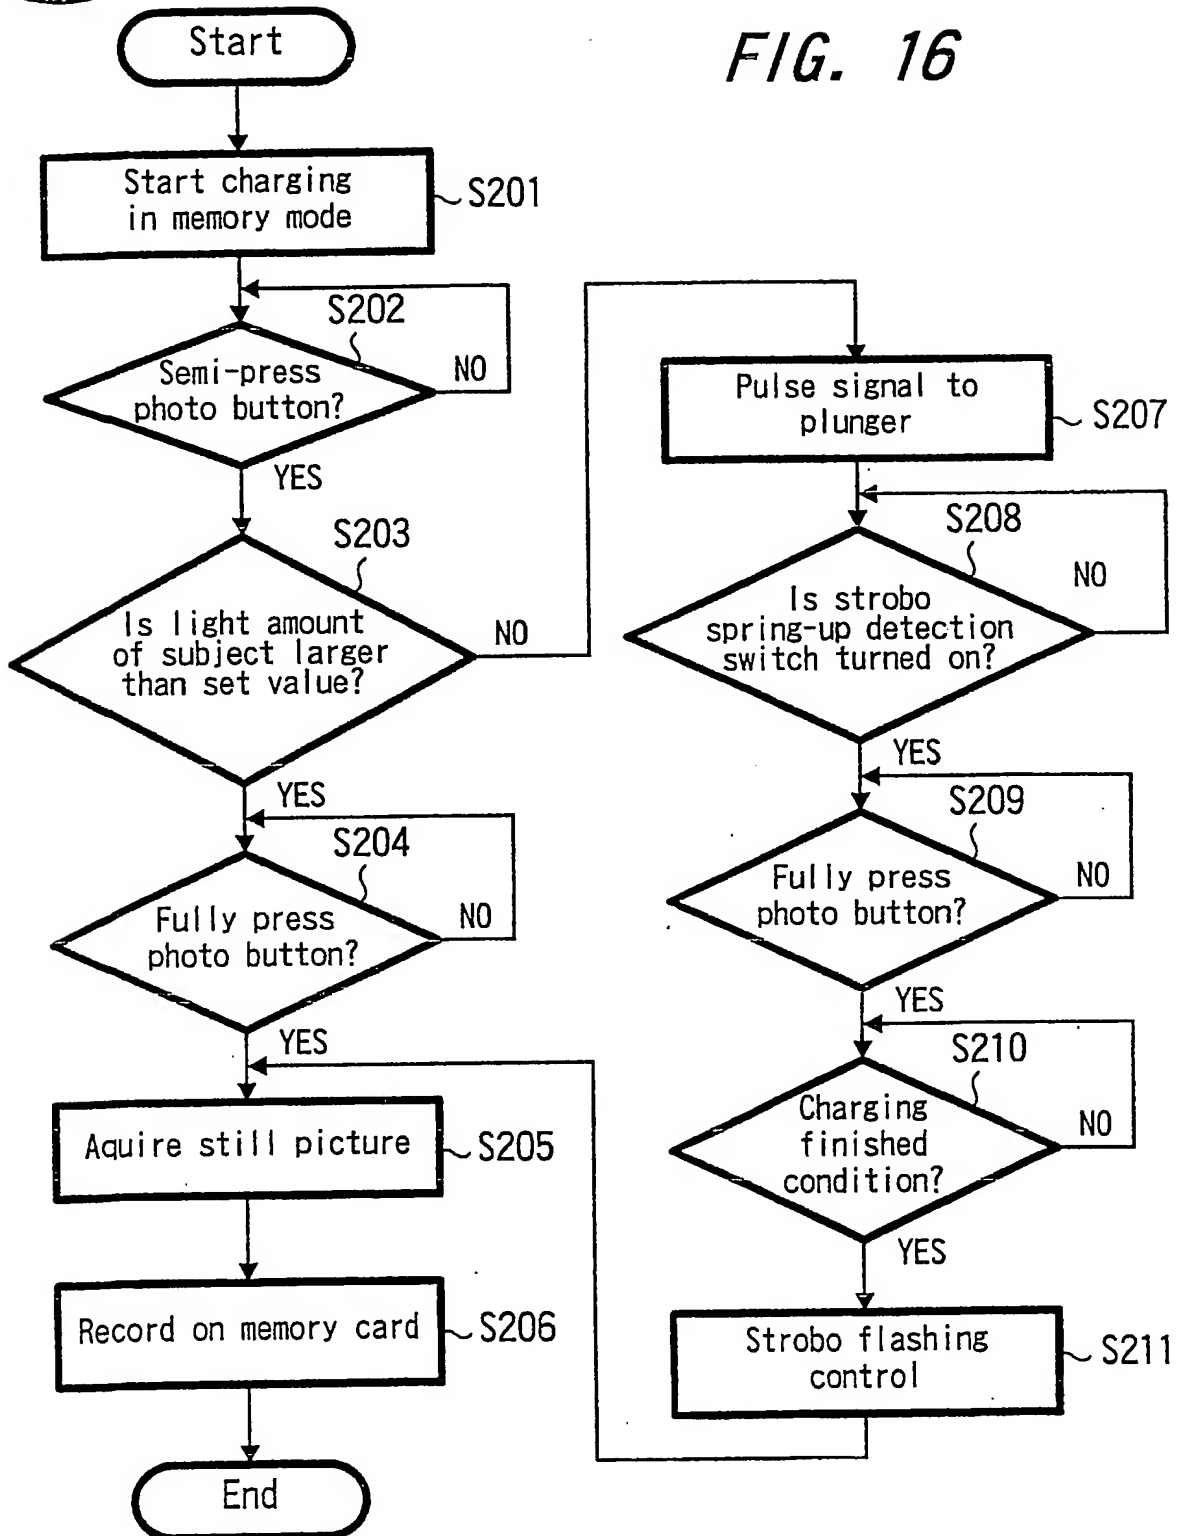 FIG. 16
Start
Start charging
in memory mode
S201
S202
Semi-press
photo button?
NO
YES
S203
Is light amount
of subject larger
than set value?
NO
YES
S204
Fully press
photo button?
NO
YES
Aquire still picture
S205
Record on memory card
S206
End
Pulse signal to
plunger
S207
S208
Is strobo
spring-up detection
switch turned on?
NO
YES
S209
Fully press
photo button?
NO
YES
S210
Charging
finished
condition?
NO
YES
Strobo flashing
control
S211